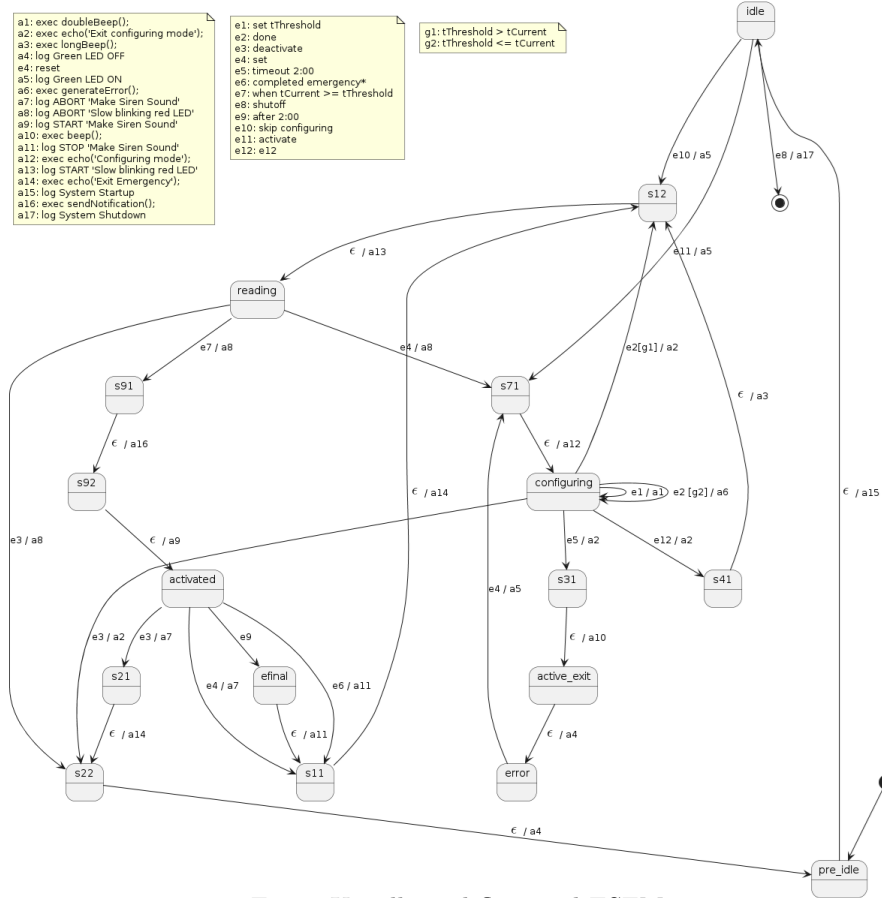 a1: exec doubleBeep();
a2: exec echo('Exit configuring mode');
a3: exec longBeep();
a4: log Green LED OFF
e4: reset
a5: log Green LED ON
a6: exec generateError();
a7: log ABORT 'Make Siren Sound'
a8: log ABORT 'Slow blinking red LED'
a9: log START 'Make Siren Sound'
a10: exec beep();
a11: log STOP 'Make Siren Sound'
a12: exec echo('Configuring mode');
a13: log START 'Slow blinking red LED'
a14: exec echo('Exit Emergency');
a15: log System Startup
a16: exec sendNotification();
a17: log System Shutdown
e1: set tThreshold
e2: done
e3: deactivate
e4: set
e5: timeout 2:00
e6: completed emergency*
e7: when tCurrent >= tThreshold
e8: shutoff
e9: after 2:00
e10: skip configuring
e11: activate
e12: e12
g1: tThreshold > tCurrent
g2: tThreshold <= tCurrent
idle
e10 / a5
e8 / a17
s12
ϵ / a13
e11 / a5
reading
e7 / a8
e4 / a8
e2[g1] / a2
s91
s71
ϵ / a3
ϵ / a16
ϵ / a12
s92
configuring
e1 / a1
e2 [g2] / a6
ϵ / a14
ϵ / a15
e3 / a8
ϵ / a9
e5 / a2
e12 / a2
activated
s31
s41
e4 / a5
e3 / a2
e3 / a7
e9
ϵ / a10
s21
e4 / a7
efinal
e6 / a11
active_exit
ϵ / a14
ϵ / a11
ϵ / a4
s22
s11
error
ϵ / a4
pre_idle